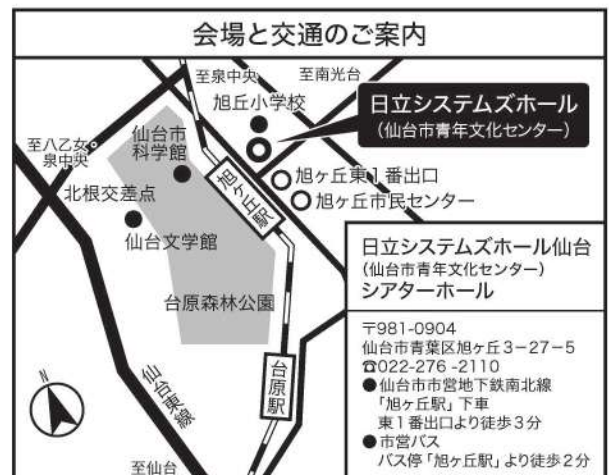 会場と交通のご案内
至泉中央
至南光台
旭丘小学校
日立システムズホール
(仙台市青年文化センター)
至八乙女・
泉中央
仙台市
科学館
旭ヶ丘駅
旭ヶ丘東1番出口
旭ヶ丘市民センター
北根交差点
仙台文学館
台原森林公園
台原駅
仙台東線
N
至仙台
日立システムズホール仙台
(仙台市青年文化センター)
シアターホール
〒981-0904
仙台市青葉区旭ヶ丘3-27-5
☎022-276 -2110
●仙台市市営地下鉄南北線
「旭ヶ丘駅」下車
東1番出口より徒歩3分
●市営バス
バス停「旭ヶ丘駅」より徒歩2分